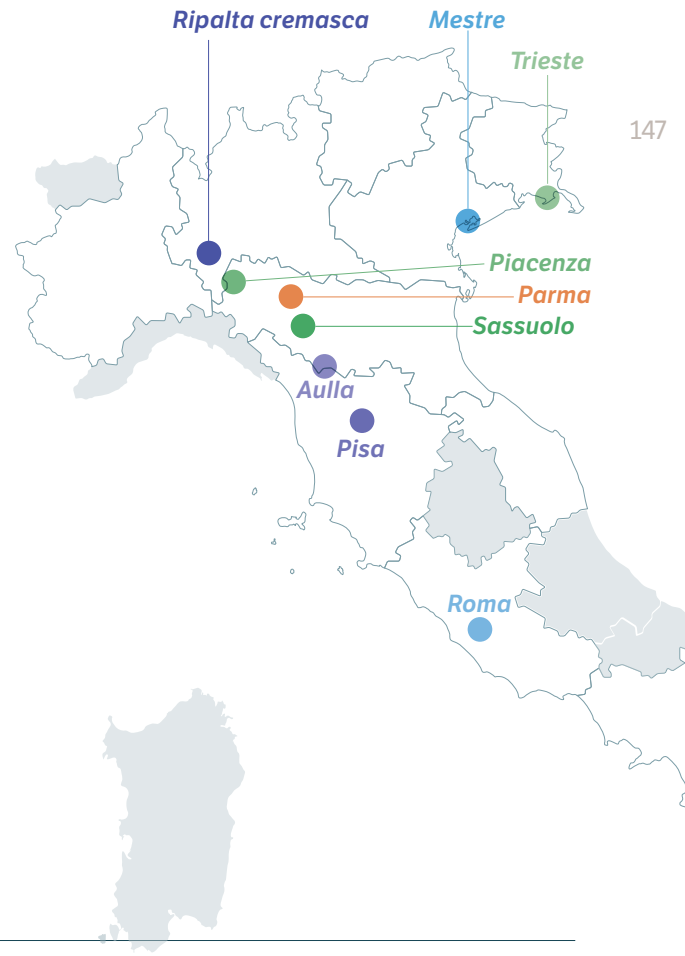 Ripalta cremasca
Mestre
Trieste
147
Piacenza
Parma
Sassuolo
Aulla
Pisa
Roma